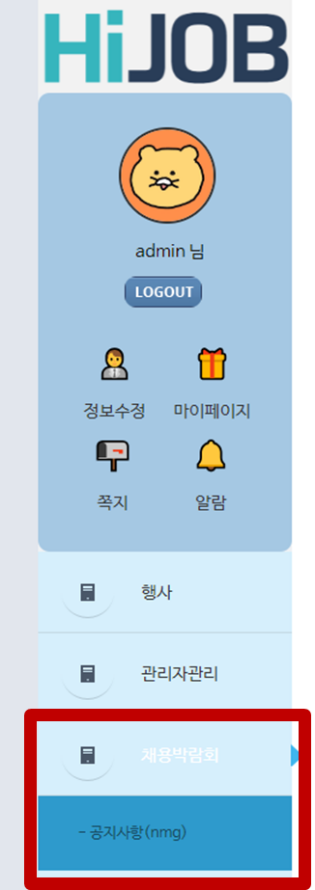 HiJOB
admin 님
LOGOUT
정보수정 마이페이지
쪽지 알람
행사
관리자관리
채용박람회
- 공지사항(nmg)